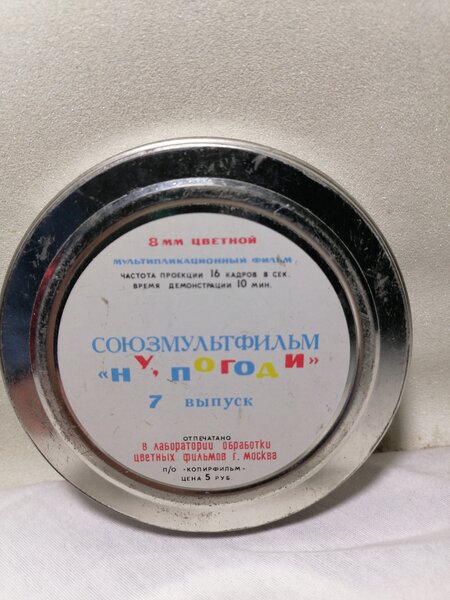 8 мм цветной
мультипликационный фильм
частота проекции 16 кадров в сек.
время демонстрации 10 мин.
СОЮЗМУЛЬТФИЛЬМ
«НУ, ПОГОДИ»
7 выпуск
отпечатано
в лаборатории обработки
цветных фильмов г. Москва
п/о «Копирфильм»
цена 5 руб.